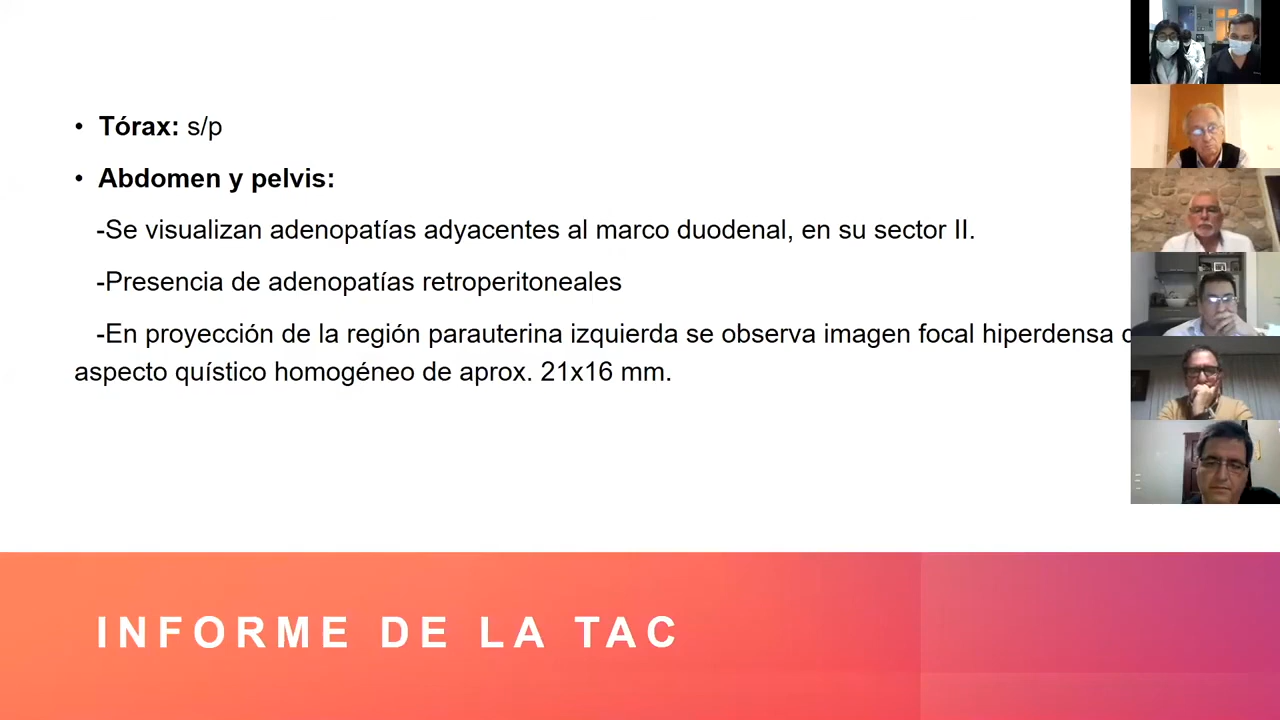 • Tórax: s/p
• Abdomen y pelvis:
-Se visualizan adenopatías adyacentes al marco duodenal, en su sector II.
-Presencia de adenopatías retroperitoneales
-En proyección de la región parauterina izquierda se observa imagen focal hiperdensa
aspecto quístico homogéneo de aprox. 21x16 mm.
INFORME DE LA TAC